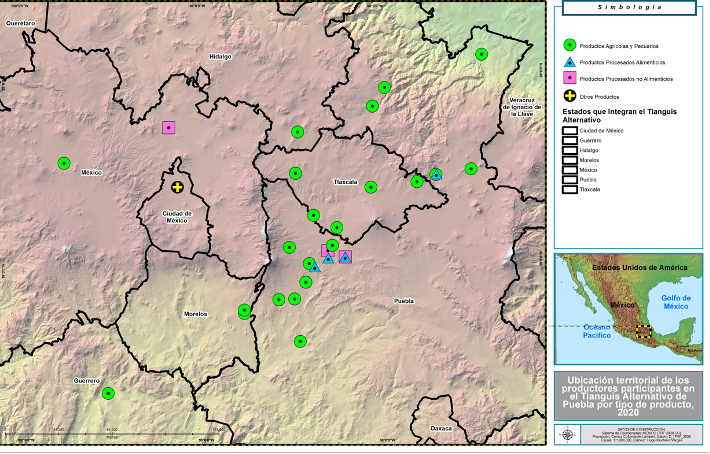 Querétaro
Hidalgo
Veracruz
de Ignacio de
la Llave
México
Tlaxcala
Ciudad de
México
Puebla
Morelos
Guerrero
Oaxaca
Simbología
Productos Agrícolas y Pecuarios
Productos Procesados Alimenticios
Productos Procesados no Alimenticios
Otros Productos
Estados que Integran el Tianguis
Alternativo
Ciudad de México
Guerrero
Hidalgo
Morelos
México
Puebla
Tlaxcala
Estados Unidos de América
México
Golfo de
México
Océano
Pacífico
Ubicación territorial de los
productores participantes en
el Tianguis Alternativo de
Puebla por tipo de producto,
2020
DATOS DE CONSTRUCCIÓN